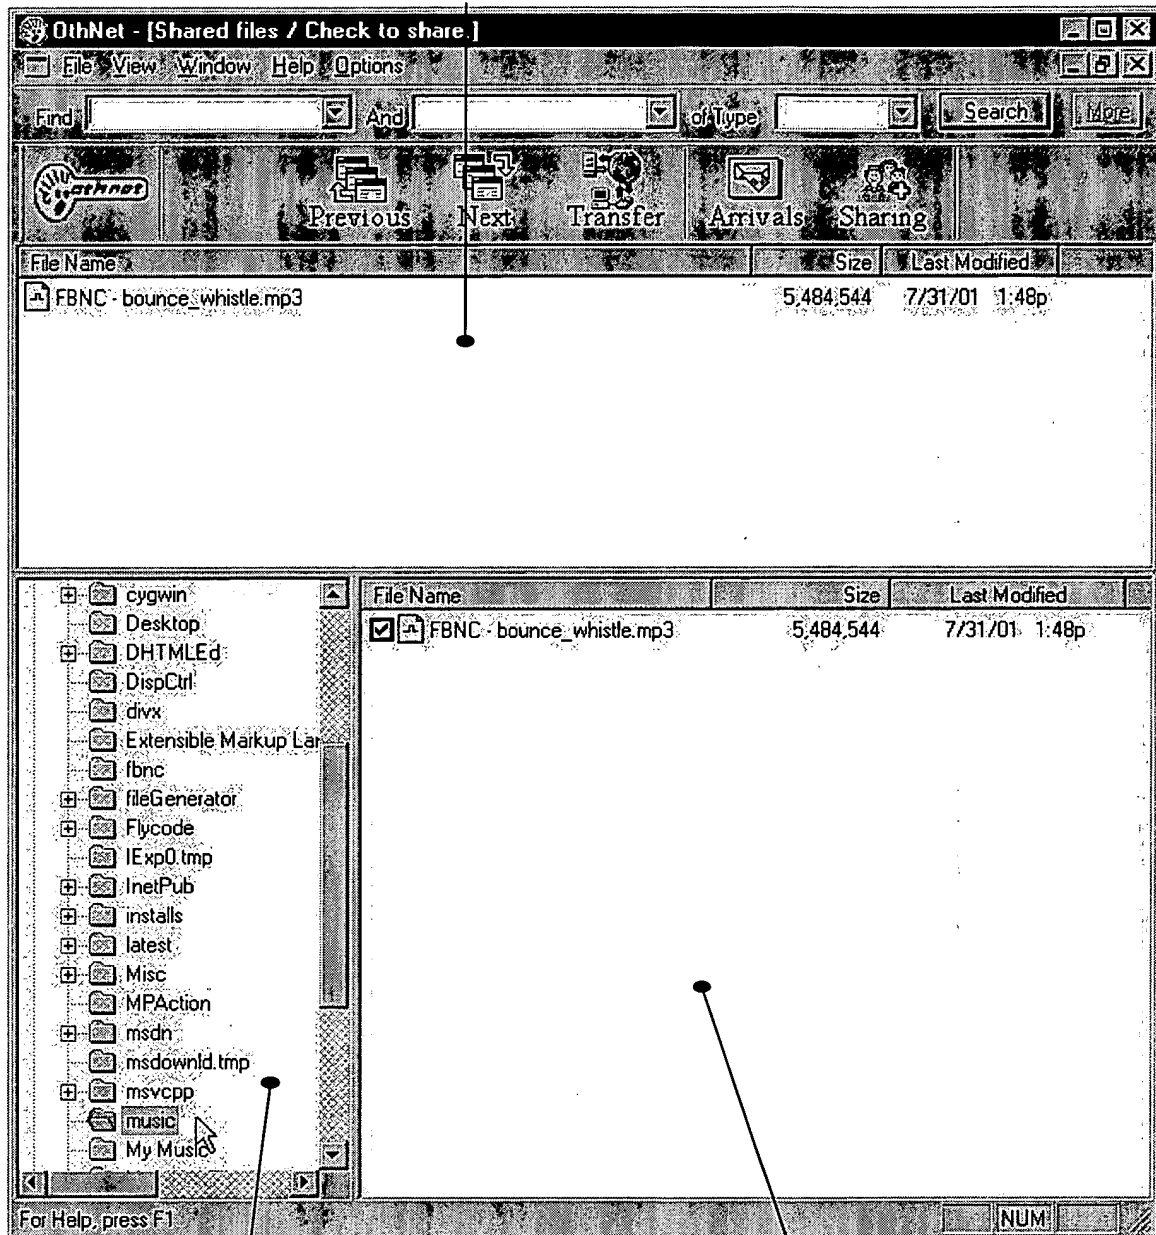 OthNet - [Shared files / Check to share.]
File View Window Help Options
Find And of Type Search More
othnet Previous Next Transfer Arrivals Sharing
File Name Size Last Modified
FBNC - bounce_whistle.mp3 5,484,544 7/31/01 1:48p
cygwin
Desktop
DHTMLEd
DispCtrl
divx
Extensible Markup Lan
fbnc
fileGenerator
Flycode
IExp0.tmp
InetPub
installs
latest
Misc
MPAction
msdn
msdownld.tmp
msvcpp
music
My Music
File Name Size Last Modified
FBNC - bounce_whistle.mp3 5,484,544 7/31/01 1:48p
For Help, press F1 NUM